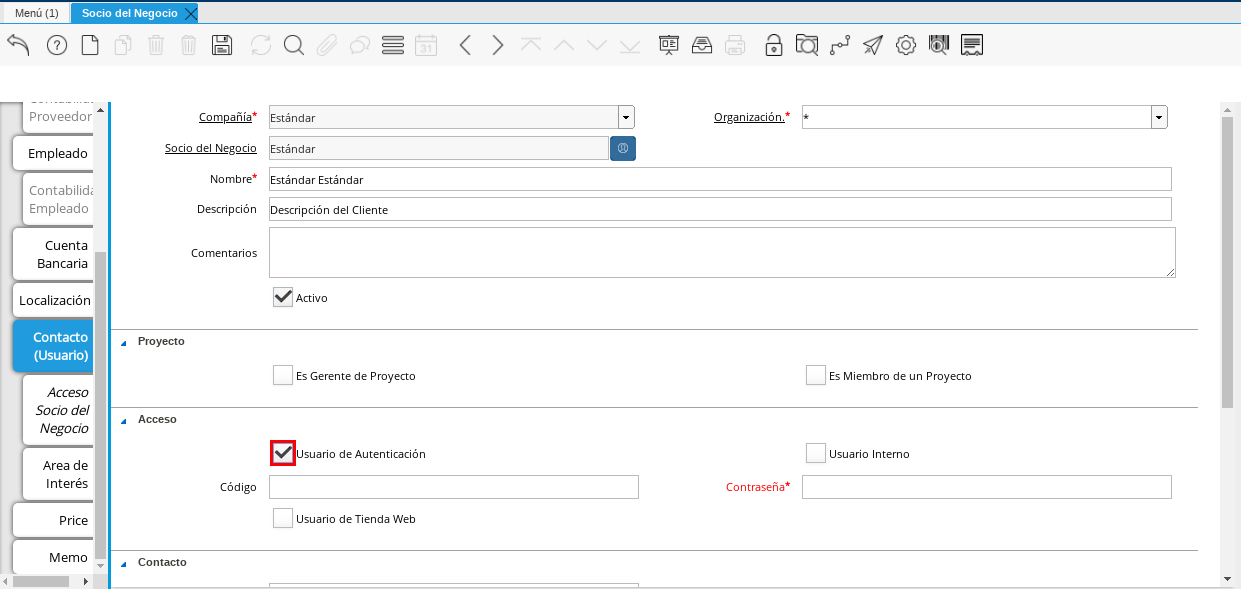 Menú (1)
Socio del Negocio
31
Proveedor
Compañía*
Estándar
Organización.*
*
Empleado
Socio del Negocio
Estándar
Nombre*
Estándar Estándar
Contabilida
Empleado
Descripción
Descripción del Cliente
Cuenta
Bancaria
Comentarios
Localización
Activo
Contacto
(Usuario)
Proyecto
Es Gerente de Proyecto
Es Miembro de un Proyecto
Acceso
Socio del
Negocio
Acceso
Usuario de Autenticación
Usuario Interno
Area de
Interés
Código
Contraseña*
Price
Usuario de Tienda Web
Memo
Contacto